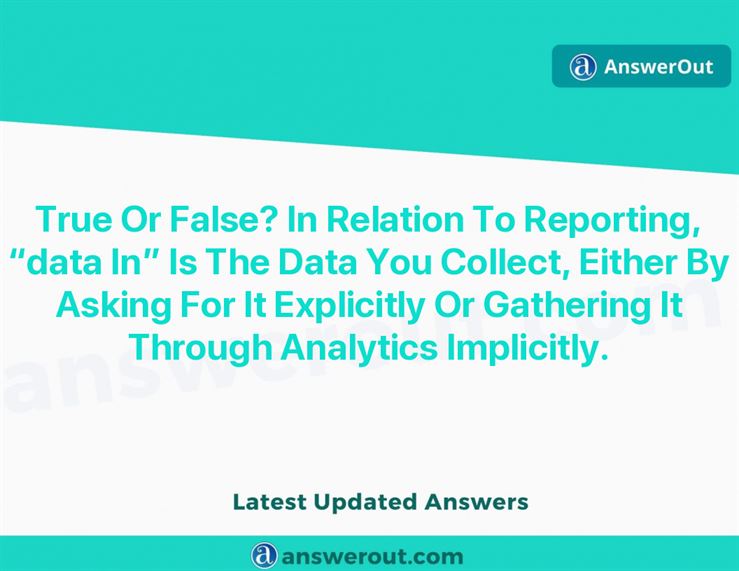 AnswerOut
True Or False? In Relation To Reporting,
“data In” Is The Data You Collect, Either By
Asking For It Explicitly Or Gathering It
Through Analytics Implicitly.
answerout.com
Latest Updated Answers
answerout.com